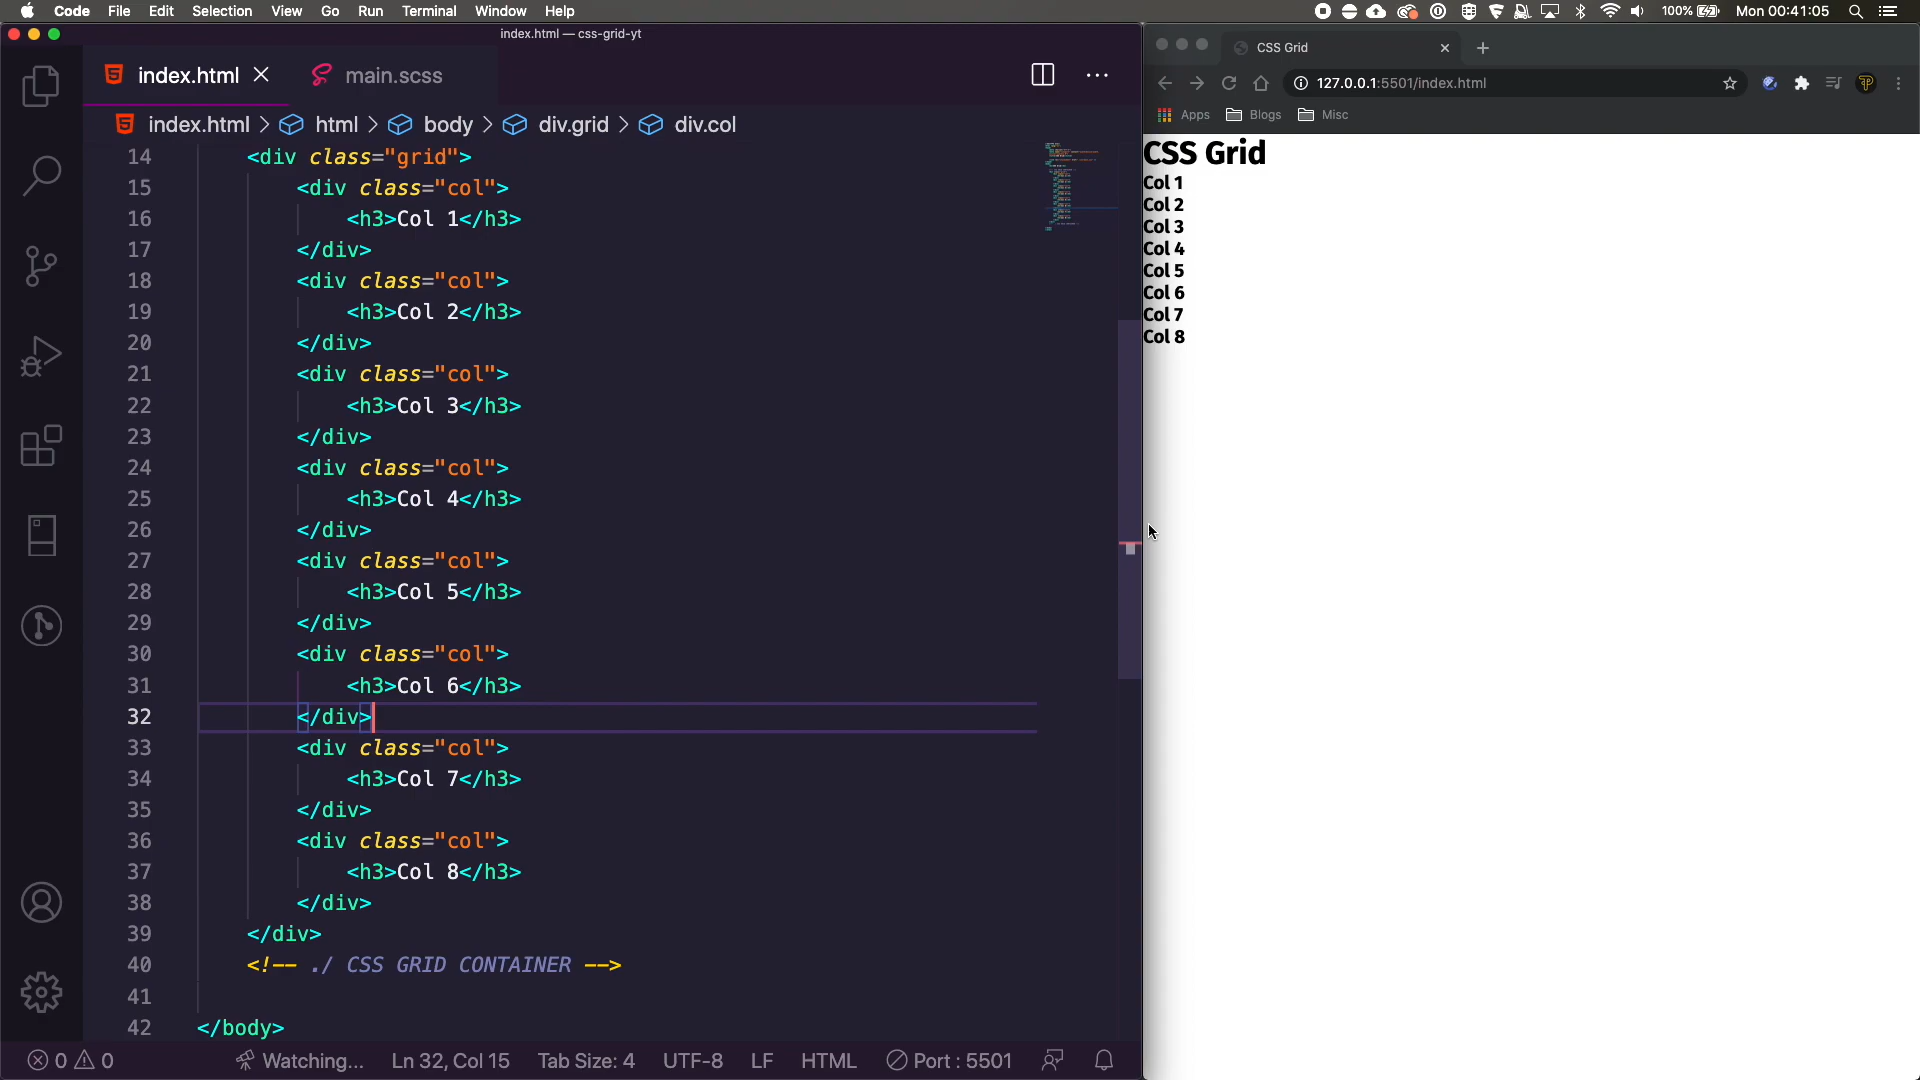 Code File Edit Selection View Go Run Terminal Window Help 100% Mon 00:41:05
index.html — css-grid-yt
index.html main.scss
index.html > html > body > div.grid > div.col
14 <div class="grid">
15 <div class="col">
16 <h3>Col 1</h3>
17 </div>
18 <div class="col">
19 <h3>Col 2</h3>
20 </div>
21 <div class="col">
22 <h3>Col 3</h3>
23 </div>
24 <div class="col">
25 <h3>Col 4</h3>
26 </div>
27 <div class="col">
28 <h3>Col 5</h3>
29 </div>
30 <div class="col">
31 <h3>Col 6</h3>
32 </div>
33 <div class="col">
34 <h3>Col 7</h3>
35 </div>
36 <div class="col">
37 <h3>Col 8</h3>
38 </div>
39 </div>
40 <!-- ./ CSS GRID CONTAINER -->
41
42 </body>
0 0 Watching... Ln 32, Col 15 Tab Size: 4 UTF-8 LF HTML Port : 5501
CSS Grid
127.0.0.1:5501/index.html
Apps Blogs Misc
CSS Grid
Col 1
Col 2
Col 3
Col 4
Col 5
Col 6
Col 7
Col 8